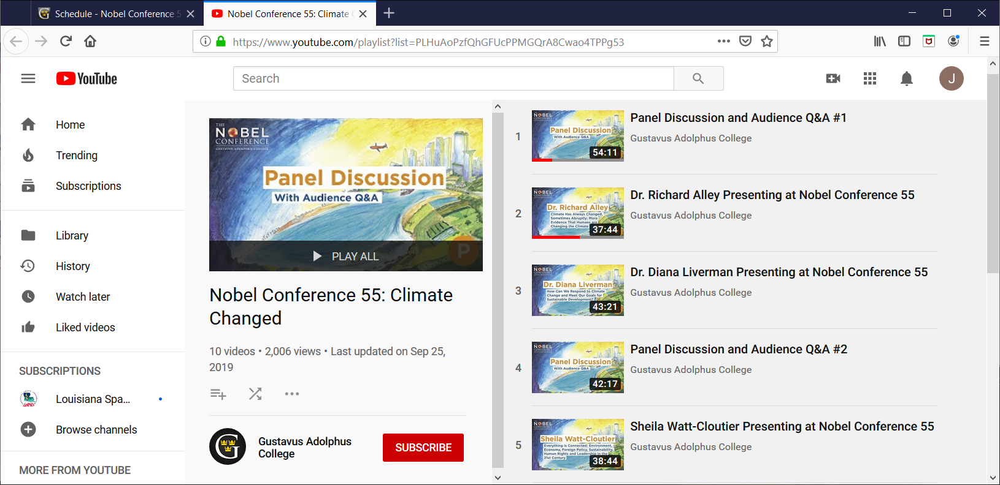 Schedule - Nobel Conference 5
Nobel Conference 55: Climate C
https://www.youtube.com/playlist?list=PLHuAoPzfQhGFUcPPMGQrA8Cwao4TPPg53
YouTube
Search
J
Home
Trending
Subscriptions
Library
History
Watch later
Liked videos
SUBSCRIPTIONS
Louisiana Spa...
Browse channels
MORE FROM YOUTUBE
THE
NOBEL
CONFERENCE
GUSTAVUS ADOLPHUS COLLEGE
Panel Discussion
With Audience Q&A
P
PLAY ALL
Nobel Conference 55: Climate
Changed
10 videos • 2,006 views • Last updated on Sep 25,
2019
G
Gustavus Adolphus
College
SUBSCRIBE
1
NOBEL
CONFERENCE
Panel Discussion
With Audience Q&A
54:11
Panel Discussion and Audience Q&A #1
Gustavus Adolphus College
2
NOBEL
Dr. Richard Alley
Climate Has Always Changed,
Sometimes Abruptly: More
Evidence That Humans are
Changing the Climate
37:44
Dr. Richard Alley Presenting at Nobel Conference 55
Gustavus Adolphus College
3
NOBEL
Dr. Diana Liverman
How Can We Respond to Climate
Change and Meet Our Goals for
Sustainable Development?
43:21
Dr. Diana Liverman Presenting at Nobel Conference 55
Gustavus Adolphus College
4
NOBEL
Panel Discussion
With Audience Q&A
42:17
Panel Discussion and Audience Q&A #2
Gustavus Adolphus College
5
NOBEL
Sheila Watt-Cloutier
Everything is Connected: Environment,
Economy, Foreign Policy, Sustainability,
Human Rights and Leadership in the
21st Century
38:44
Sheila Watt-Cloutier Presenting at Nobel Conference 55
Gustavus Adolphus College